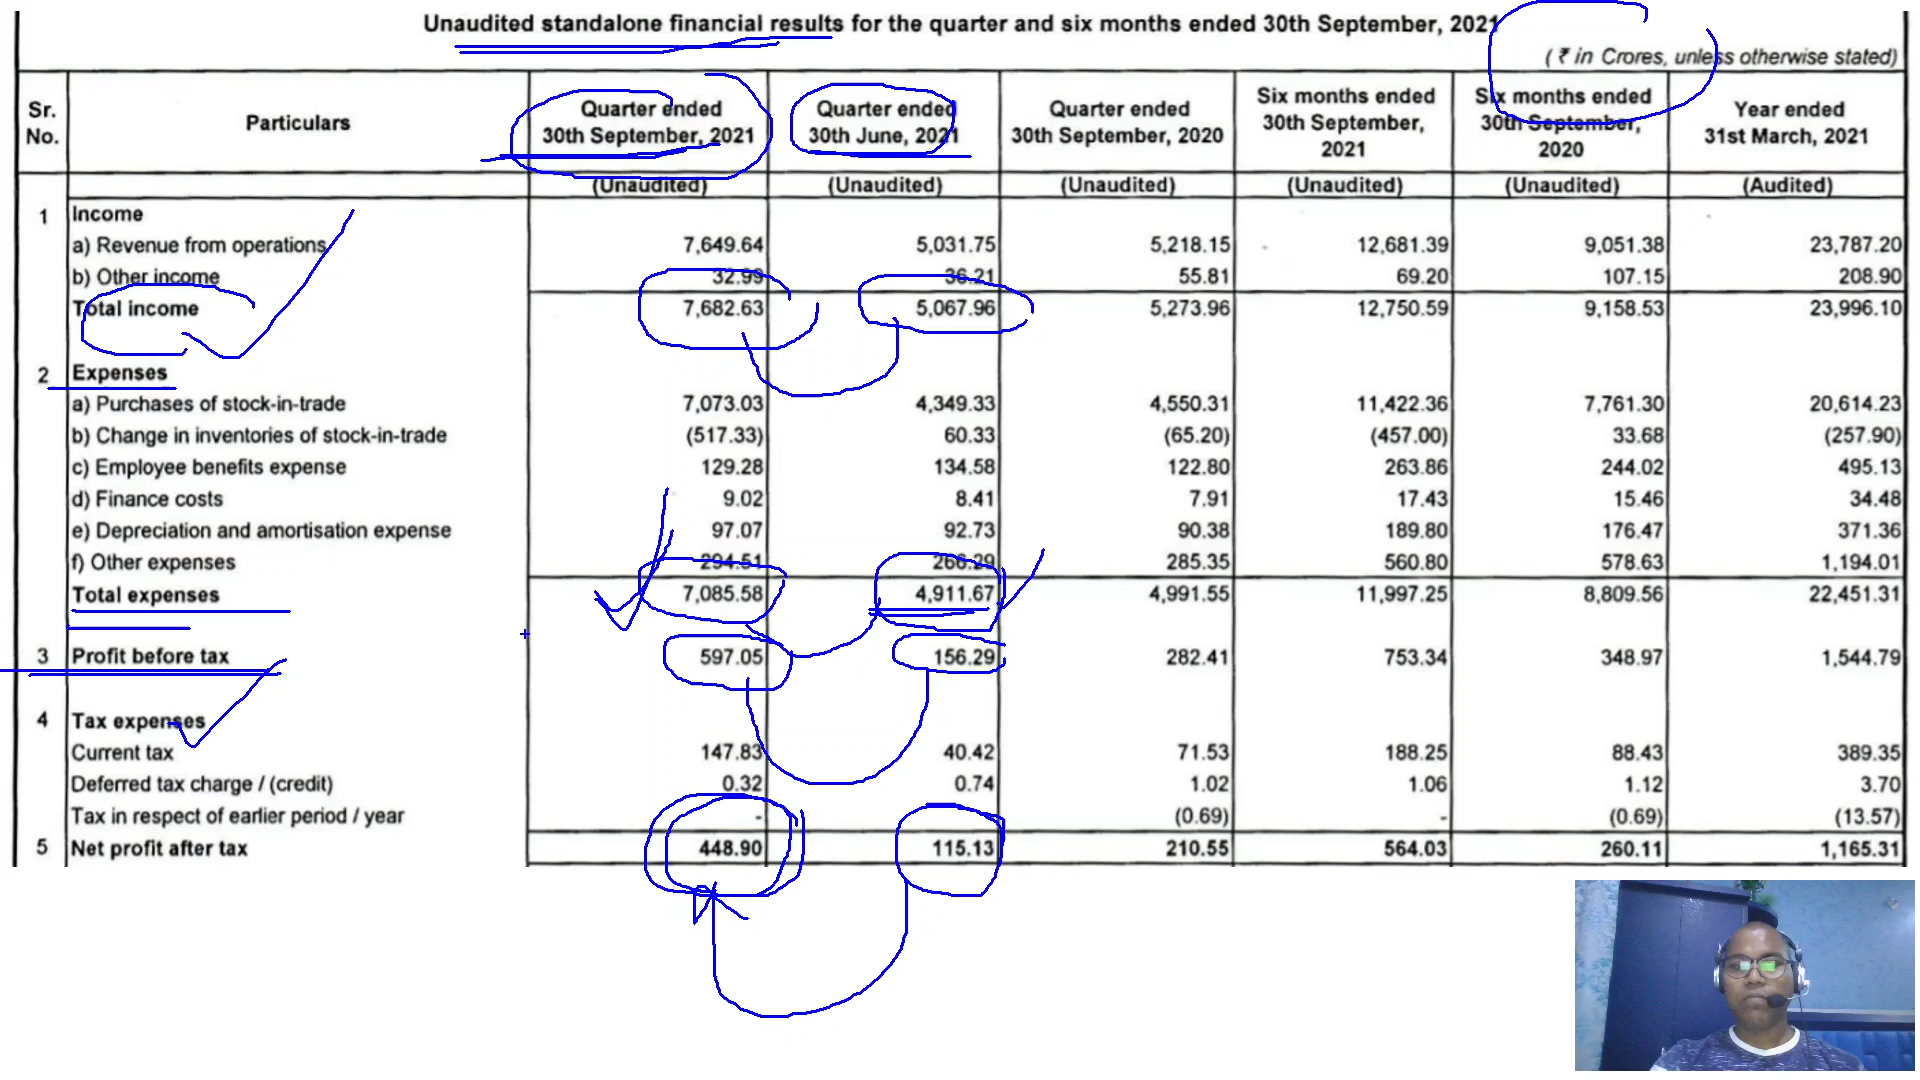 Unaudited standalone financial results for the quarter and six months ended 30th September, 2021
(₹ in Crores, unless otherwise stated)
Sr. No. Particulars Quarter ended 30th September, 2021 Quarter ended 30th June, 2021 Quarter ended 30th September, 2020 Six months ended 30th September, 2021 Six months ended 30th September, 2020 Year ended 31st March, 2021
(Unaudited) (Unaudited) (Unaudited) (Unaudited) (Unaudited) (Audited)
1 Income
a) Revenue from operations 7,649.64 5,031.75 5,218.15 12,681.39 9,051.38 23,787.20
b) Other income 32.99 36.21 55.81 69.20 107.15 208.90
Total income 7,682.63 5,067.96 5,273.96 12,750.59 9,158.53 23,996.10
2 Expenses
a) Purchases of stock-in-trade 7,073.03 4,349.33 4,550.31 11,422.36 7,761.30 20,614.23
b) Change in inventories of stock-in-trade (517.33) 60.33 (65.20) (457.00) 33.68 (257.90)
c) Employee benefits expense 129.28 134.58 122.80 263.86 244.02 495.13
d) Finance costs 9.02 8.41 7.91 17.43 15.46 34.48
e) Depreciation and amortisation expense 97.07 92.73 90.38 189.80 176.47 371.36
f) Other expenses 294.51 266.29 285.35 560.80 578.63 1,194.01
Total expenses 7,085.58 4,911.67 4,991.55 11,997.25 8,809.56 22,451.31
3 Profit before tax 597.05 156.29 282.41 753.34 348.97 1,544.79
4 Tax expenses
Current tax 147.83 40.42 71.53 188.25 88.43 389.35
Deferred tax charge / (credit) 0.32 0.74 1.02 1.06 1.12 3.70
Tax in respect of earlier period / year - (0.69) - (0.69) (13.57)
5 Net profit after tax 448.90 115.13 210.55 564.03 260.11 1,165.31